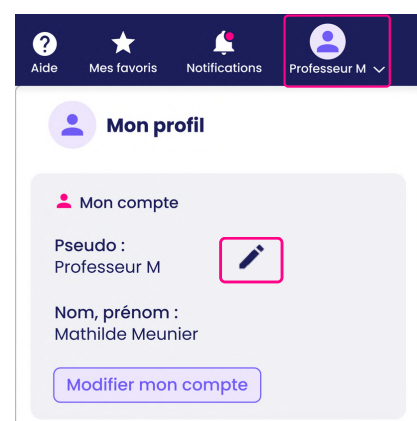 Aide Mes favoris Notifications Professeur M
Mon profil
Mon compte
Pseudo :
Professeur M
Nom, prénom :
Mathilde Meunier
Modifier mon compte